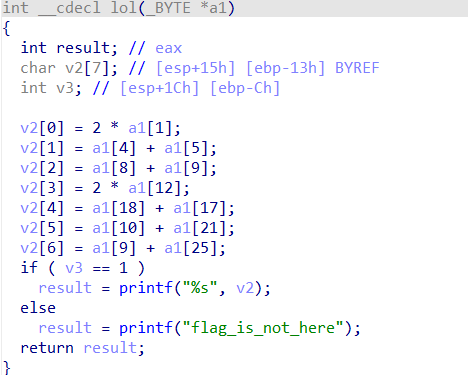 int __cdecl lol(_BYTE *a1)
{
  int result; // eax
  char v2[7]; // [esp+15h] [ebp-13h] BYREF
  int v3; // [esp+1Ch] [ebp-Ch]

  v2[0] = 2 * a1[1];
  v2[1] = a1[4] + a1[5];
  v2[2] = a1[8] + a1[9];
  v2[3] = 2 * a1[12];
  v2[4] = a1[18] + a1[17];
  v2[5] = a1[10] + a1[21];
  v2[6] = a1[9] + a1[25];
  if ( v3 == 1 )
    result = printf("%s", v2);
  else
    result = printf("flag_is_not_here");
  return result;
}